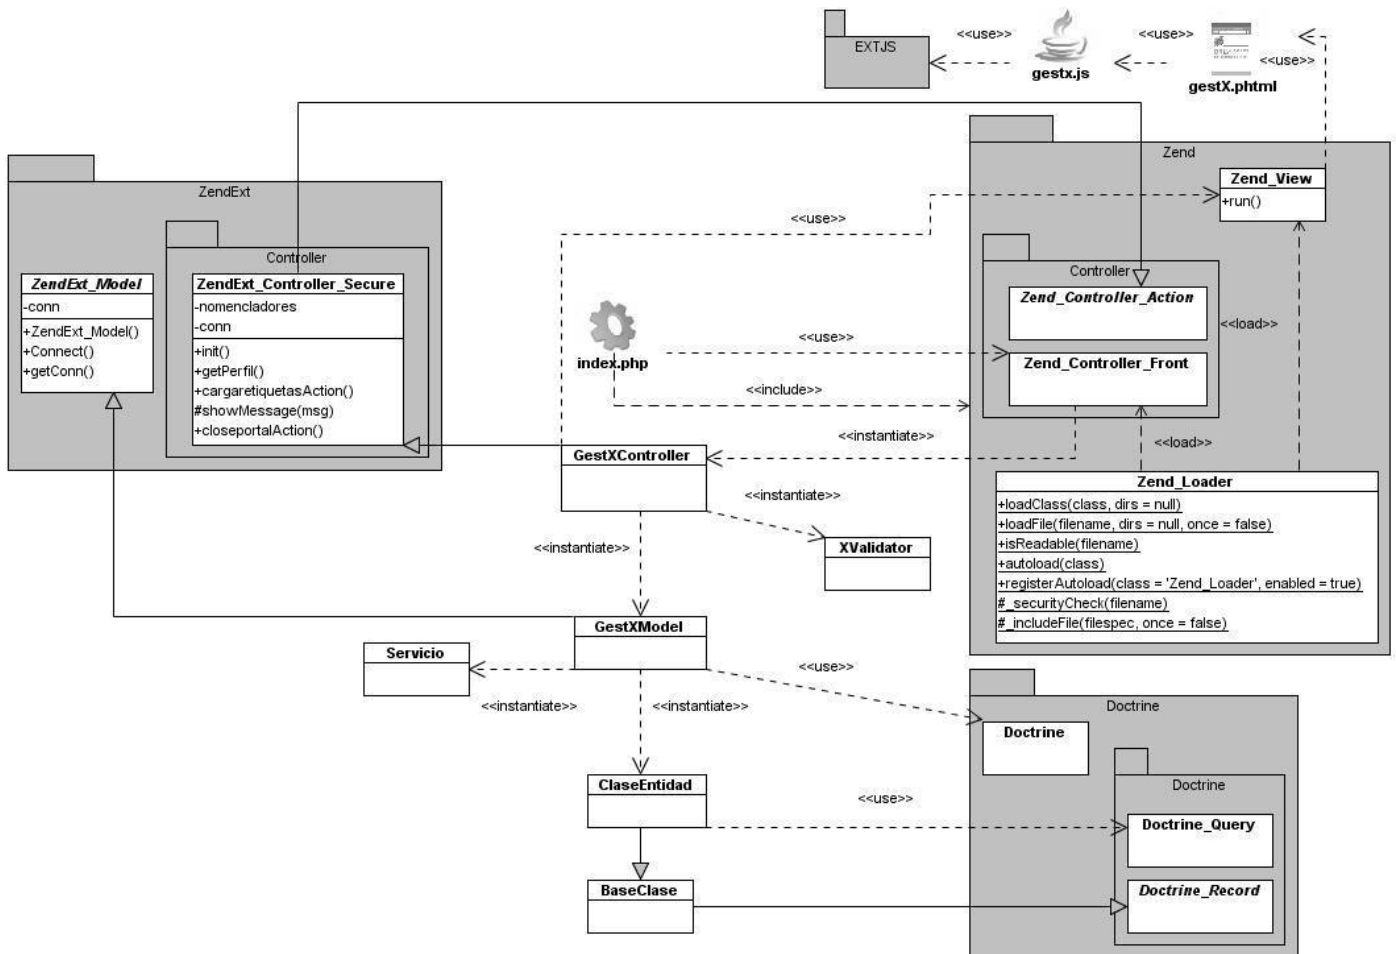 EXTJS
<<use>>
gestx.js
<<use>>
gestX.phtml
<<use>>
ZendExt
ZendExt_Model
-conn
+ZendExt_Model()
+Connect()
+getConn()
Controller
ZendExt_Controller_Secure
-nomencladores
-conn
+init()
+getPerfil()
+cargaretiquetasAction()
#showMessage(msg)
+closeportalAction()
Zend
Zend_View
+run()
<<use>>
Controller
Zend_Controller_Action
<<load>>
Zend_Controller_Front
index.php
<<use>>
<<include>>
<<instantiate>>
<<load>>
GestXController
<<instantiate>>
XValidator
<<instantiate>>
Zend_Loader
+loadClass(class, dirs = null)
+loadFile(filename, dirs = null, once = false)
+isReadable(filename)
+autoload(class)
+registerAutoload(class = 'Zend_Loader', enabled = true)
#_securityCheck(filename)
#_includeFile(filespec, once = false)
GestXModel
Servicio
<<use>>
<<instantiate>>
<<instantiate>>
Doctrine
Doctrine
ClaseEntidad
<<use>>
Doctrine
Doctrine_Query
BaseClase
Doctrine_Record